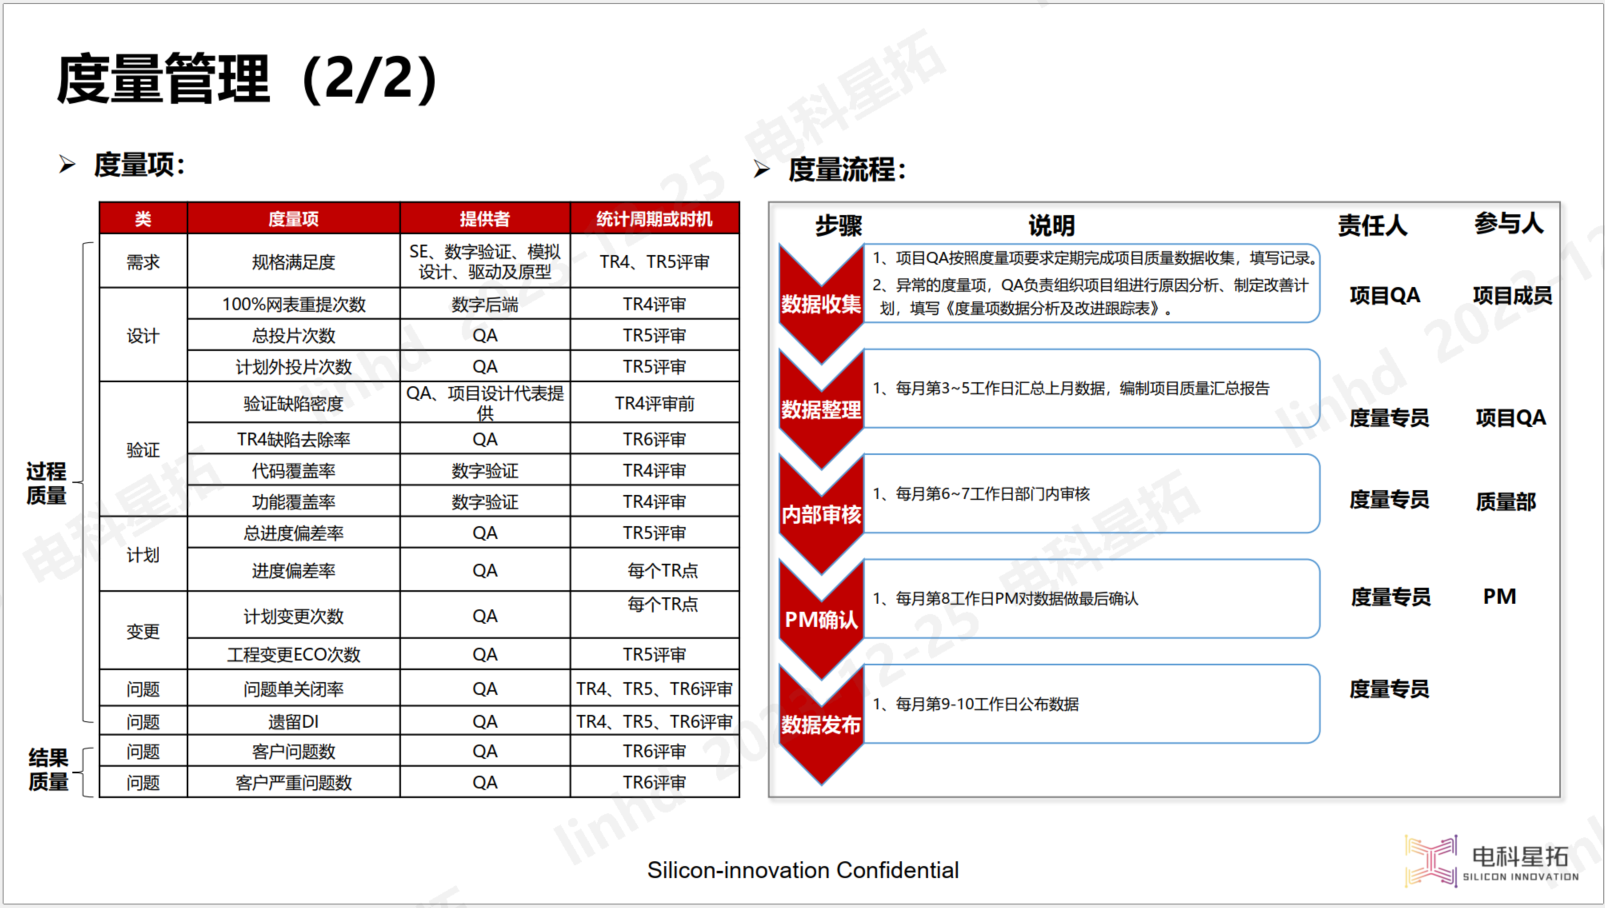 度量管理（2/2）
➢ 度量项：
类 度量项 提供者 统计周期或时机
过程
质量
需求 规格满足度 SE、数字验证、模拟
设计、驱动及原型 TR4、TR5评审
设计 100%网表重提次数 数字后端 TR4评审
总投片次数 QA TR5评审
计划外投片次数 QA TR5评审
验证 验证缺陷密度 QA、项目设计代表提
供 TR4评审前
TR4缺陷去除率 QA TR6评审
代码覆盖率 数字验证 TR4评审
功能覆盖率 数字验证 TR4评审
计划 总进度偏差率 QA TR5评审
进度偏差率 QA 每个TR点
变更 计划变更次数 QA 每个TR点
工程变更ECO次数 QA TR5评审
问题 问题单关闭率 QA TR4、TR5、TR6评审
问题 遗留DI QA TR4、TR5、TR6评审
结果
质量
问题 客户问题数 QA TR6评审
问题 客户严重问题数 QA TR6评审
➢ 度量流程：
步骤 说明 责任人 参与人
数据收集
1、项目QA按照度量项要求定期完成项目质量数据收集，填写记录。
2、异常的度量项，QA负责组织项目组进行原因分析、制定改善计
划，填写《度量项数据分析及改进跟踪表》。
项目QA 项目成员
数据整理
1、每月第3~5工作日汇总上月数据，编制项目质量汇总报告
度量专员 项目QA
内部审核
1、每月第6~7工作日部门内审核
度量专员 质量部
PM确认
1、每月第8工作日PM对数据做最后确认
度量专员 PM
数据发布
1、每月第9-10工作日公布数据
度量专员
Silicon-innovation Confidential
电科星拓
SILICON INNOVATION